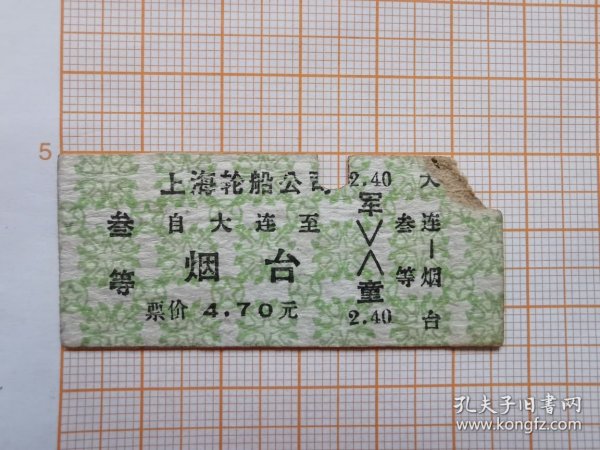 5
上海轮船公司
叁等
自大连至
烟台
票价 4.70元
2.40
军
童
2.40
叁等
大连—烟台
孔夫子旧书网
www.kongfz.com